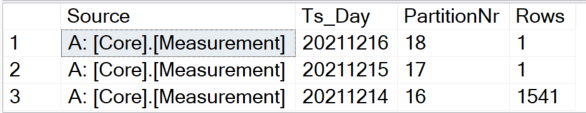 Source Ts_Day PartitionNr Rows
1 A: [Core].[Measurement] 20211216 18 1
2 A: [Core].[Measurement] 20211215 17 1
3 A: [Core].[Measurement] 20211214 16 1541